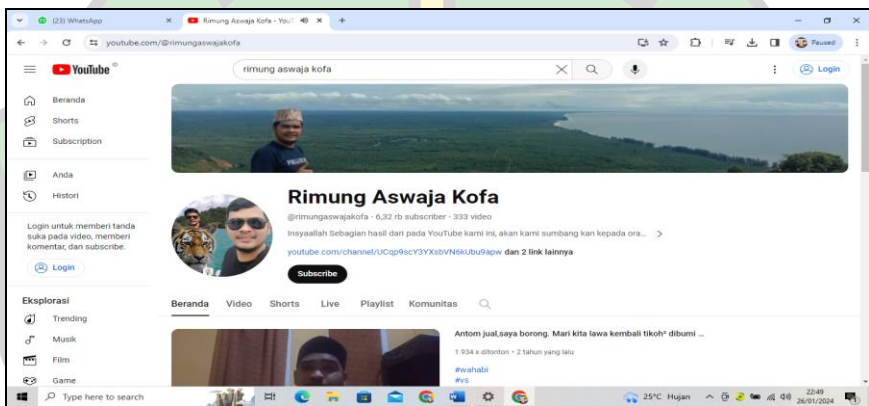 (23) WhatsApp
Rimung Aswaja Kofa - You
youtube.com/@rimungaswajakofa
Paused
YouTube ID
rimung aswaja kofa
Login
Beranda
Shorts
Subscription
Anda
Histori
Login untuk memberi tanda
suka pada video, memberi
komentar, dan subscribe.
Login
Eksplorasi
Trending
Musik
Film
Game
Rimung Aswaja Kofa
@rimungaswajakofa · 6,32 rb subscriber · 333 video
Insyaallah Sebagian hasil dari pada YouTube kami ini, akan kami sumbang kan kepada ora...
youtube.com/channel/UCqp9scY3YXsbVN6kUbu9apw dan 2 link lainnya
Subscribe
Beranda Video Shorts Live Playlist Komunitas
Antom jual,saya borong. Mari kita lawa kembali tikoh² dibumi ...
1.934 x ditonton · 2 tahun yang lalu
#wahabi
#vs
Type here to search
25°C Hujan
22:49
26/01/2024